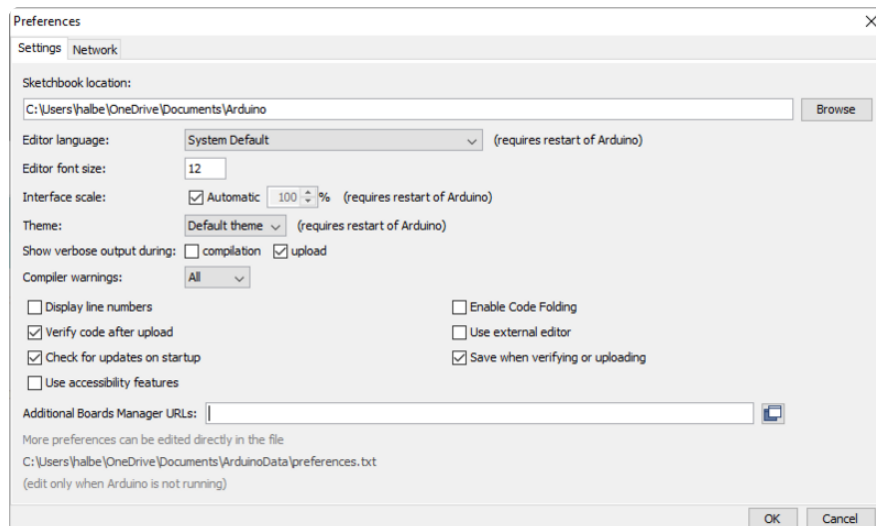 Preferences
Settings Network
Sketchbook location:
C:\Users\halbe\OneDrive\Documents\Arduino Browse
Editor language: System Default (requires restart of Arduino)
Editor font size: 12
Interface scale: Automatic 100 % (requires restart of Arduino)
Theme: Default theme (requires restart of Arduino)
Show verbose output during: compilation upload
Compiler warnings: All
Display line numbers Enable Code Folding
Verify code after upload Use external editor
Check for updates on startup Save when verifying or uploading
Use accessibility features
Additional Boards Manager URLs:
More preferences can be edited directly in the file
C:\Users\halbe\OneDrive\Documents\ArduinoData\preferences.txt
(edit only when Arduino is not running)
OK Cancel